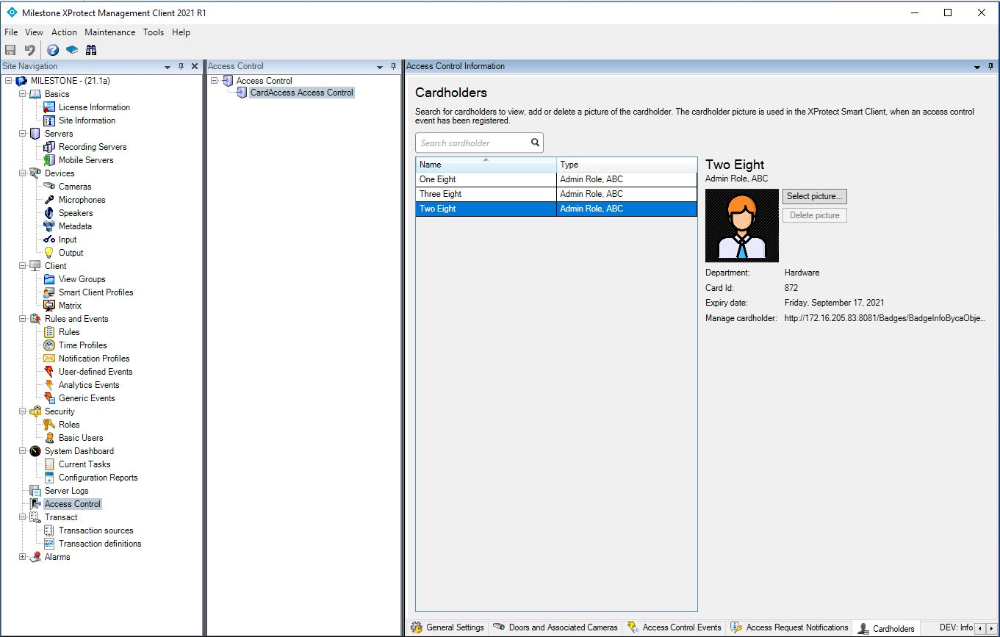 Milestone XProtect Management Client 2021 R1
File View Action Maintenance Tools Help
Site Navigation
MILESTONE - (21.1a)
Basics
License Information
Site Information
Servers
Recording Servers
Mobile Servers
Devices
Cameras
Microphones
Speakers
Metadata
Input
Output
Client
View Groups
Smart Client Profiles
Matrix
Rules and Events
Rules
Time Profiles
Notification Profiles
User-defined Events
Analytics Events
Generic Events
Security
Roles
Basic Users
System Dashboard
Current Tasks
Configuration Reports
Server Logs
Access Control
Transact
Transaction sources
Transaction definitions
Alarms
Access Control
Access Control
CardAccess Access Control
Access Control Information
Cardholders
Search for cardholders to view, add or delete a picture of the cardholder. The cardholder picture is used in the XProtect Smart Client, when an access control
event has been registered.
Search cardholder
Name Type
One Eight Admin Role, ABC
Three Eight Admin Role, ABC
Two Eight Admin Role, ABC
Two Eight
Admin Role, ABC
Select picture...
Delete picture
Department: Hardware
Card Id: 872
Expiry date: Friday, September 17, 2021
Manage cardholder: http://172.16.205.83:8081/Badges/BadgeInfoBycaObje...
General Settings Doors and Associated Cameras Access Control Events Access Request Notifications Cardholders DEV: Info